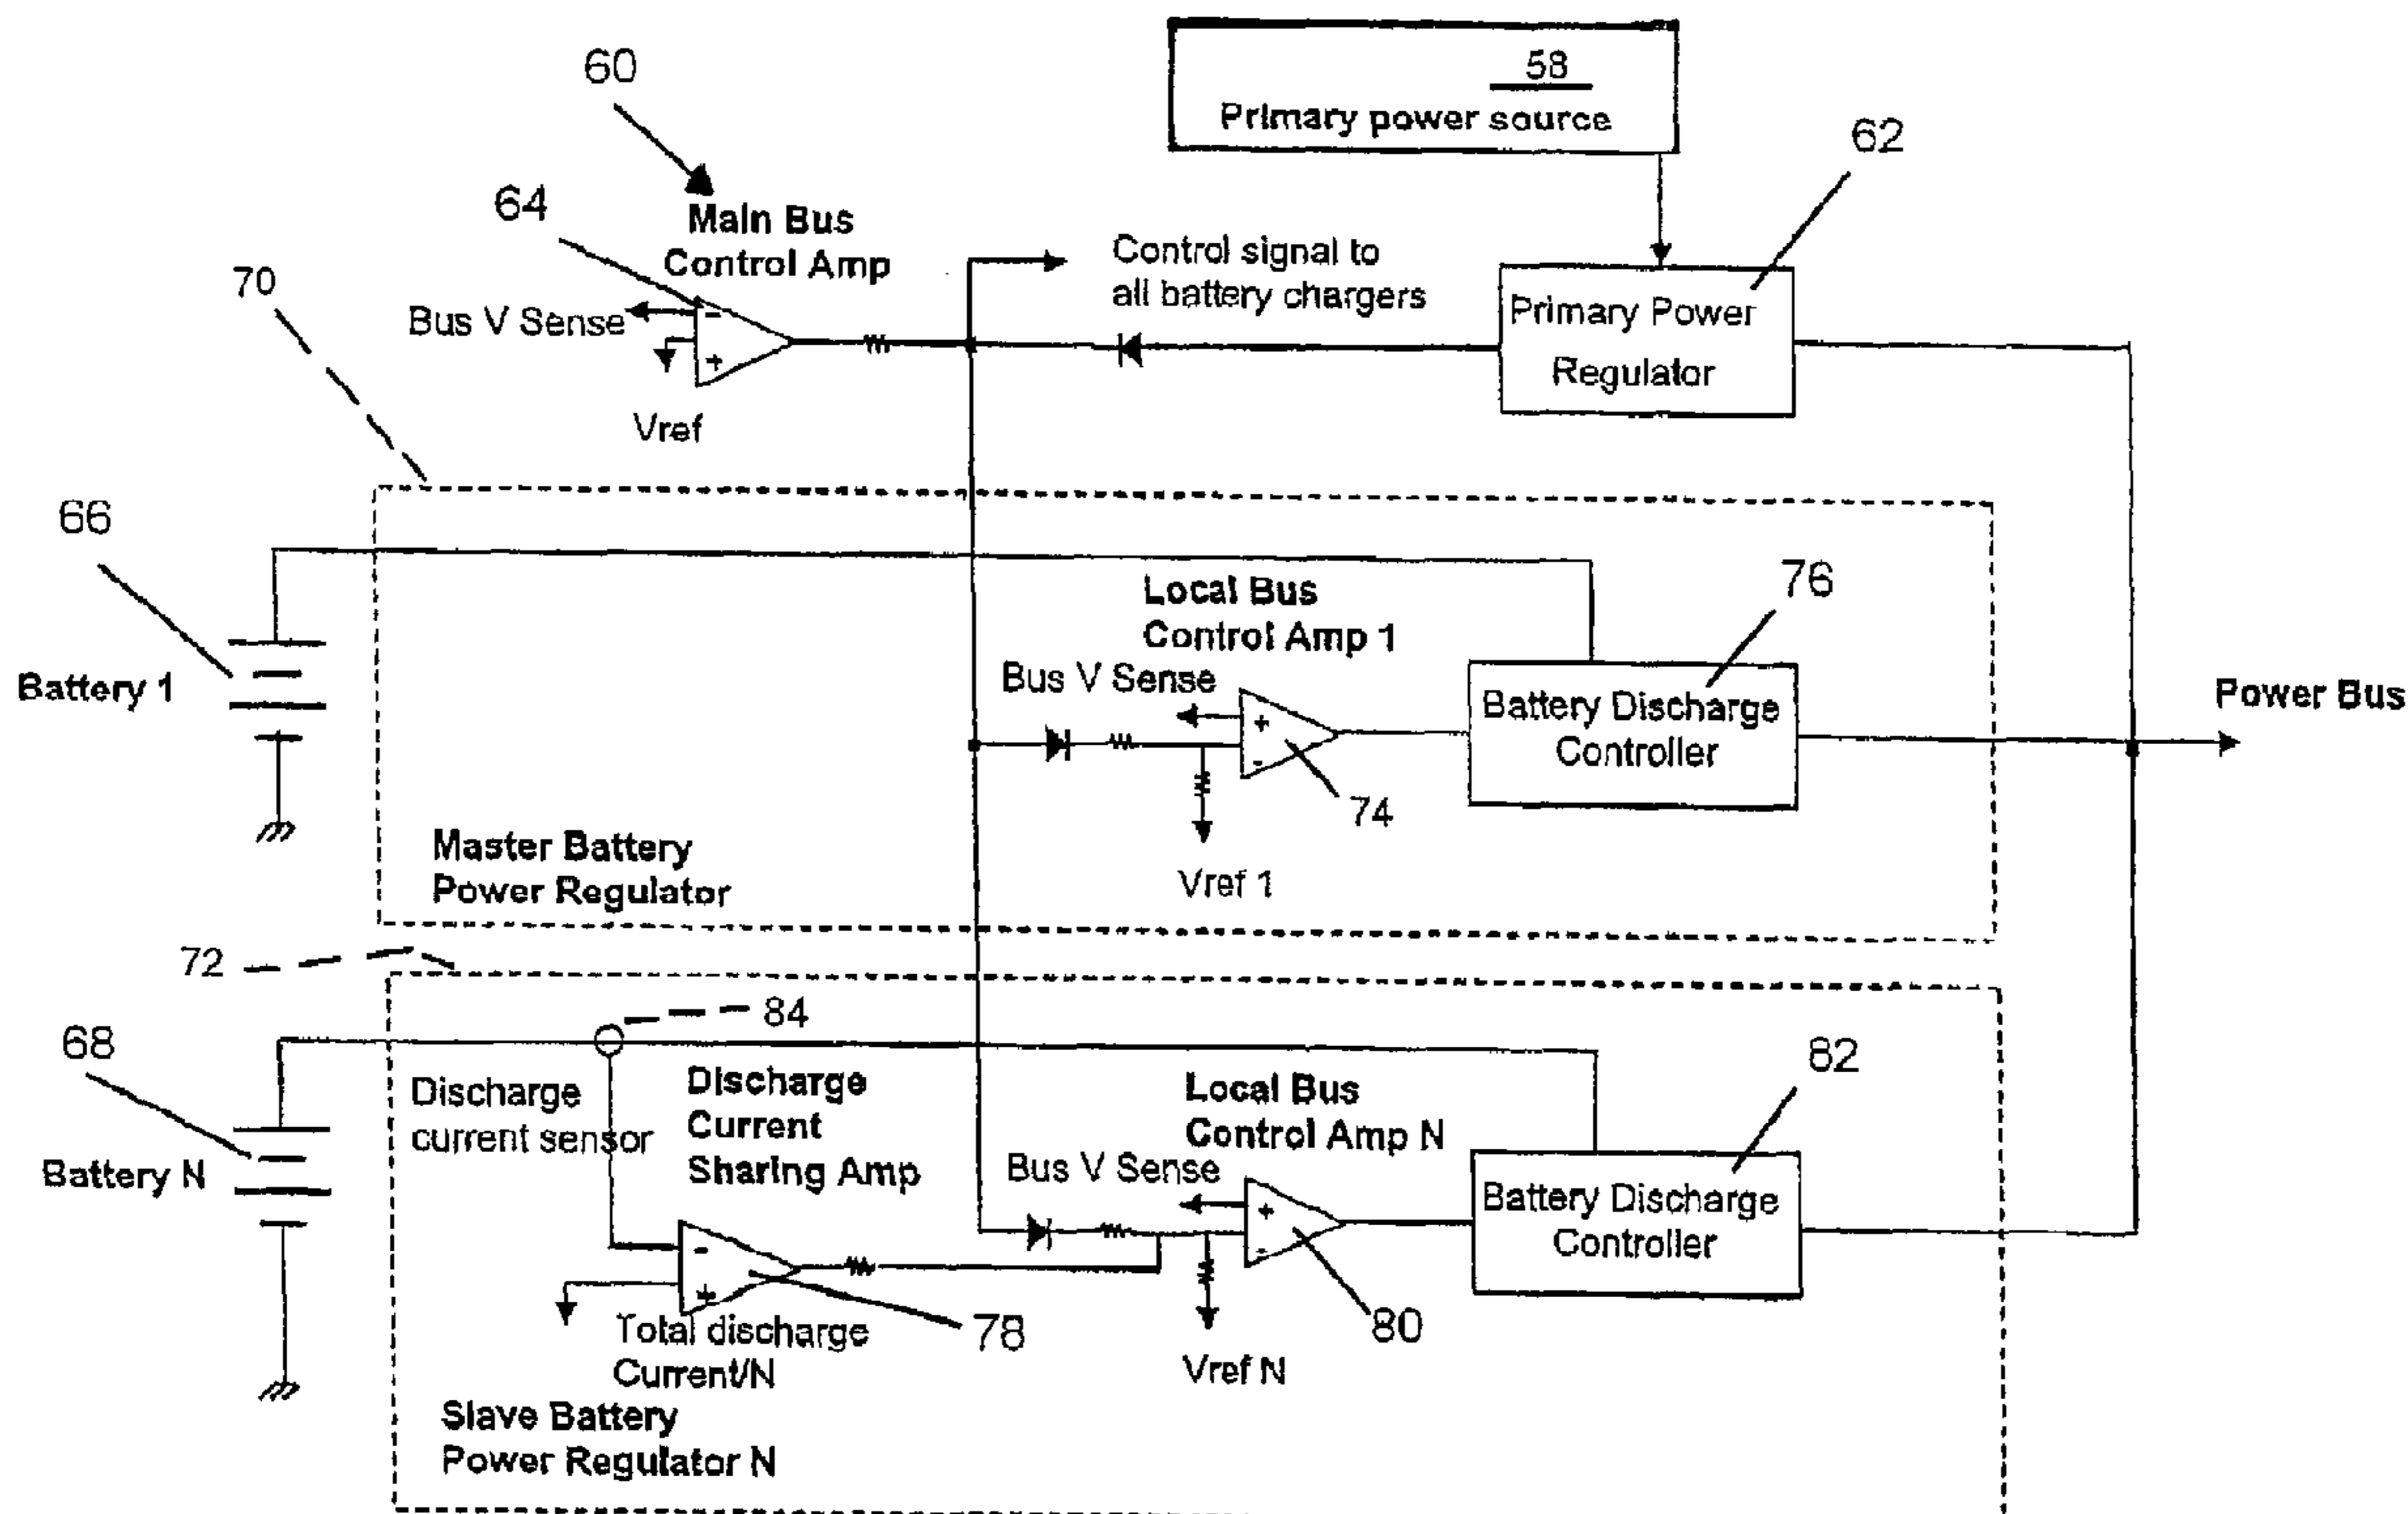 58
Primary power source
60
62
64
Main Bus
Control Amp
Control signal to
all battery chargers
70
Bus V Sense
-
+
Primary Power
Regulator
Vref
66
Local Bus
Control Amp 1
76
Battery 1
Bus V Sense
+
-
Battery Discharge
Controller
Power Bus
74
Master Battery
Power Regulator
Vref 1
72
84
68
Discharge
current sensor
Discharge
Current
Sharing Amp
Local Bus
Control Amp N
82
Battery N
Bus V Sense
+
-
Battery Discharge
Controller
-
+
Total discharge
Current/N
78
80
Vref N
Slave Battery
Power Regulator N